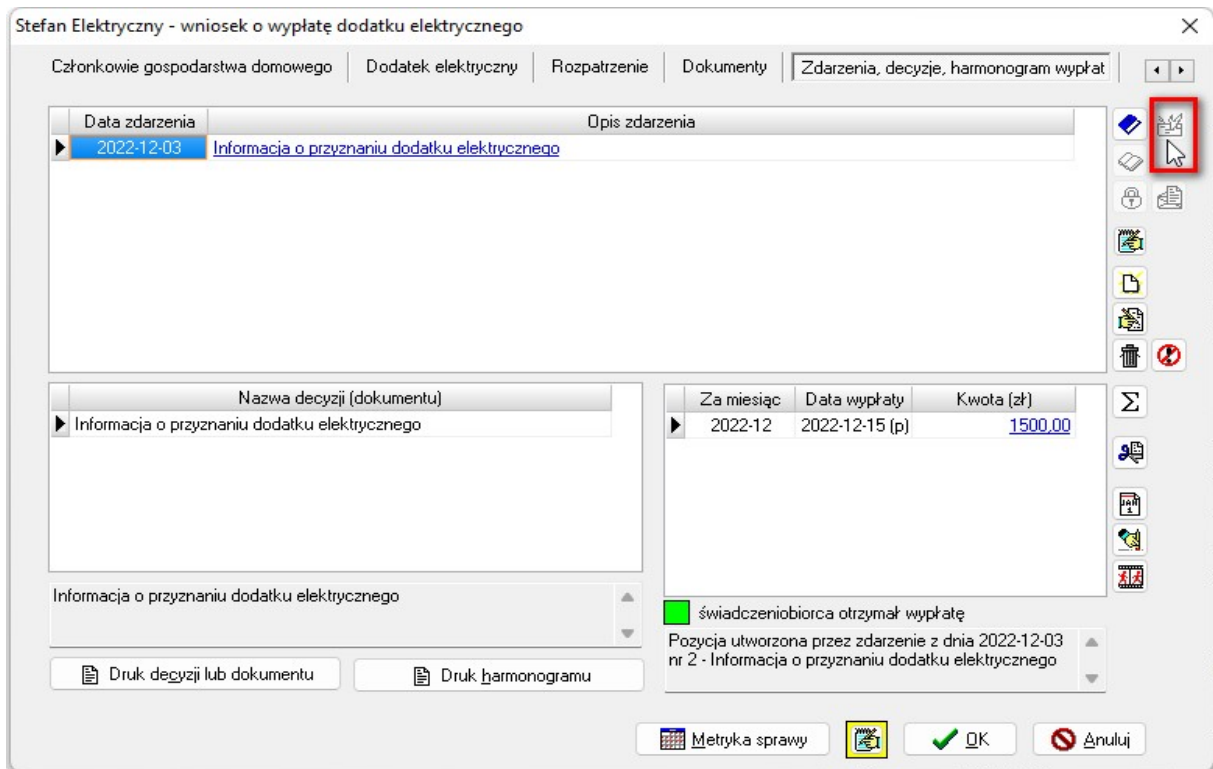 Stefan Elektryczny - wniosek o wypłatę dodatku elektrycznego
Członkowie gospodarstwa domowego
Dodatek elektryczny
Rozpatrzenie
Dokumenty
Zdarzenia, decyzje, harmonogram wypłat
Data zdarzenia Opis zdarzenia
2022-12-03 Informacja o przyznaniu dodatku elektrycznego
Nazwa decyzji (dokumentu)
Informacja o przyznaniu dodatku elektrycznego
Za miesiąc Data wypłaty Kwota (zł)
2022-12 2022-12-15 (p) 1500,00
Informacja o przyznaniu dodatku elektrycznego
świadczeniobiorca otrzymał wypłatę
Pozycja utworzona przez zdarzenie z dnia 2022-12-03
nr 2 - Informacja o przyznaniu dodatku elektrycznego
Druk decyzji lub dokumentu
Druk harmonogramu
Metryka sprawy
OK
Anuluj